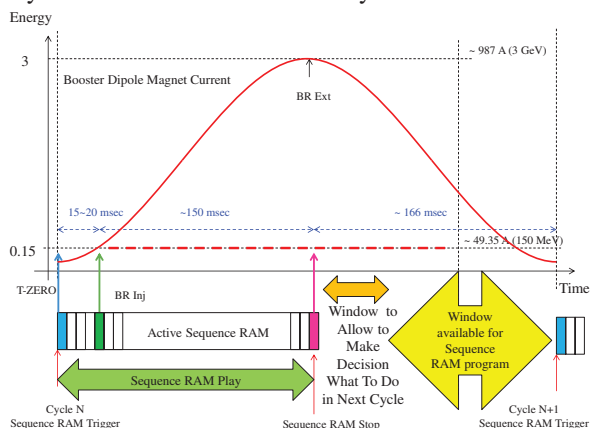 Energy
3
~ 987 A (3 GeV)
Booster Dipole Magnet Current
BR Ext
15~20 msec
~150 msec
~ 166 msec
0.15
~ 49.35 A (150 MeV)
T-ZERO
Time
BR Inj
Active Sequence RAM
Window to
Allow to
Make
Decision
What To Do
in Next Cycle
Window
available for
Sequence
RAM program
Sequence RAM Play
Cycle N
Sequence RAM Trigger
Sequence RAM Stop
Cycle N+1
Sequence RAM Trigger